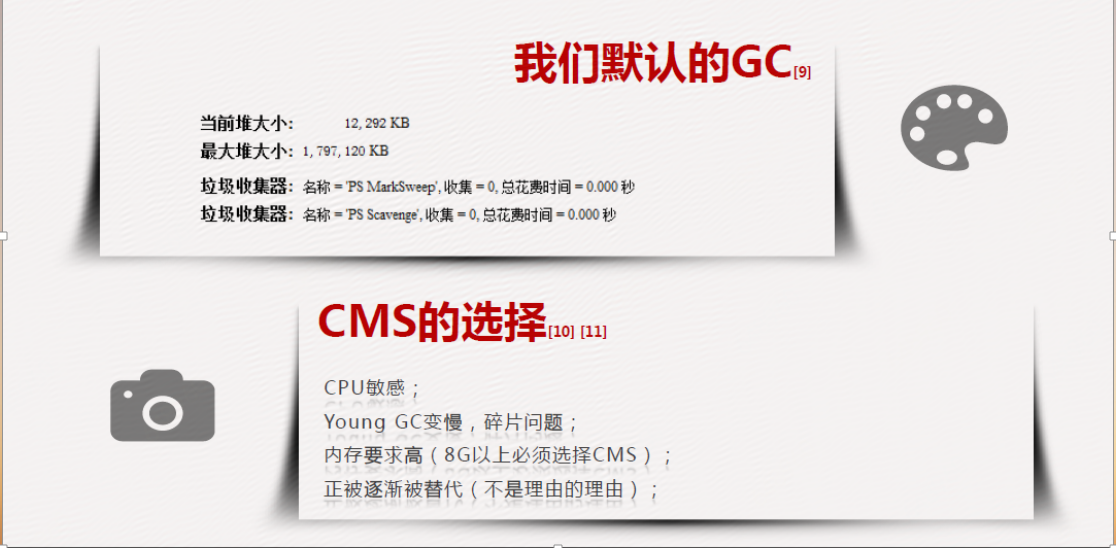 我们默认的GC[9]
当前堆大小: 12, 292 KB
最大堆大小: 1, 797, 120 KB
垃圾收集器: 名称 = 'PS MarkSweep', 收集 = 0, 总花费时间 = 0.000 秒
垃圾收集器: 名称 = 'PS Scavenge', 收集 = 0, 总花费时间 = 0.000 秒
CMS的选择[10] [11]
CPU敏感；
Young GC变慢，碎片问题；
内存要求高（8G以上必须选择CMS）；
正被逐渐被替代（不是理由的理由）；